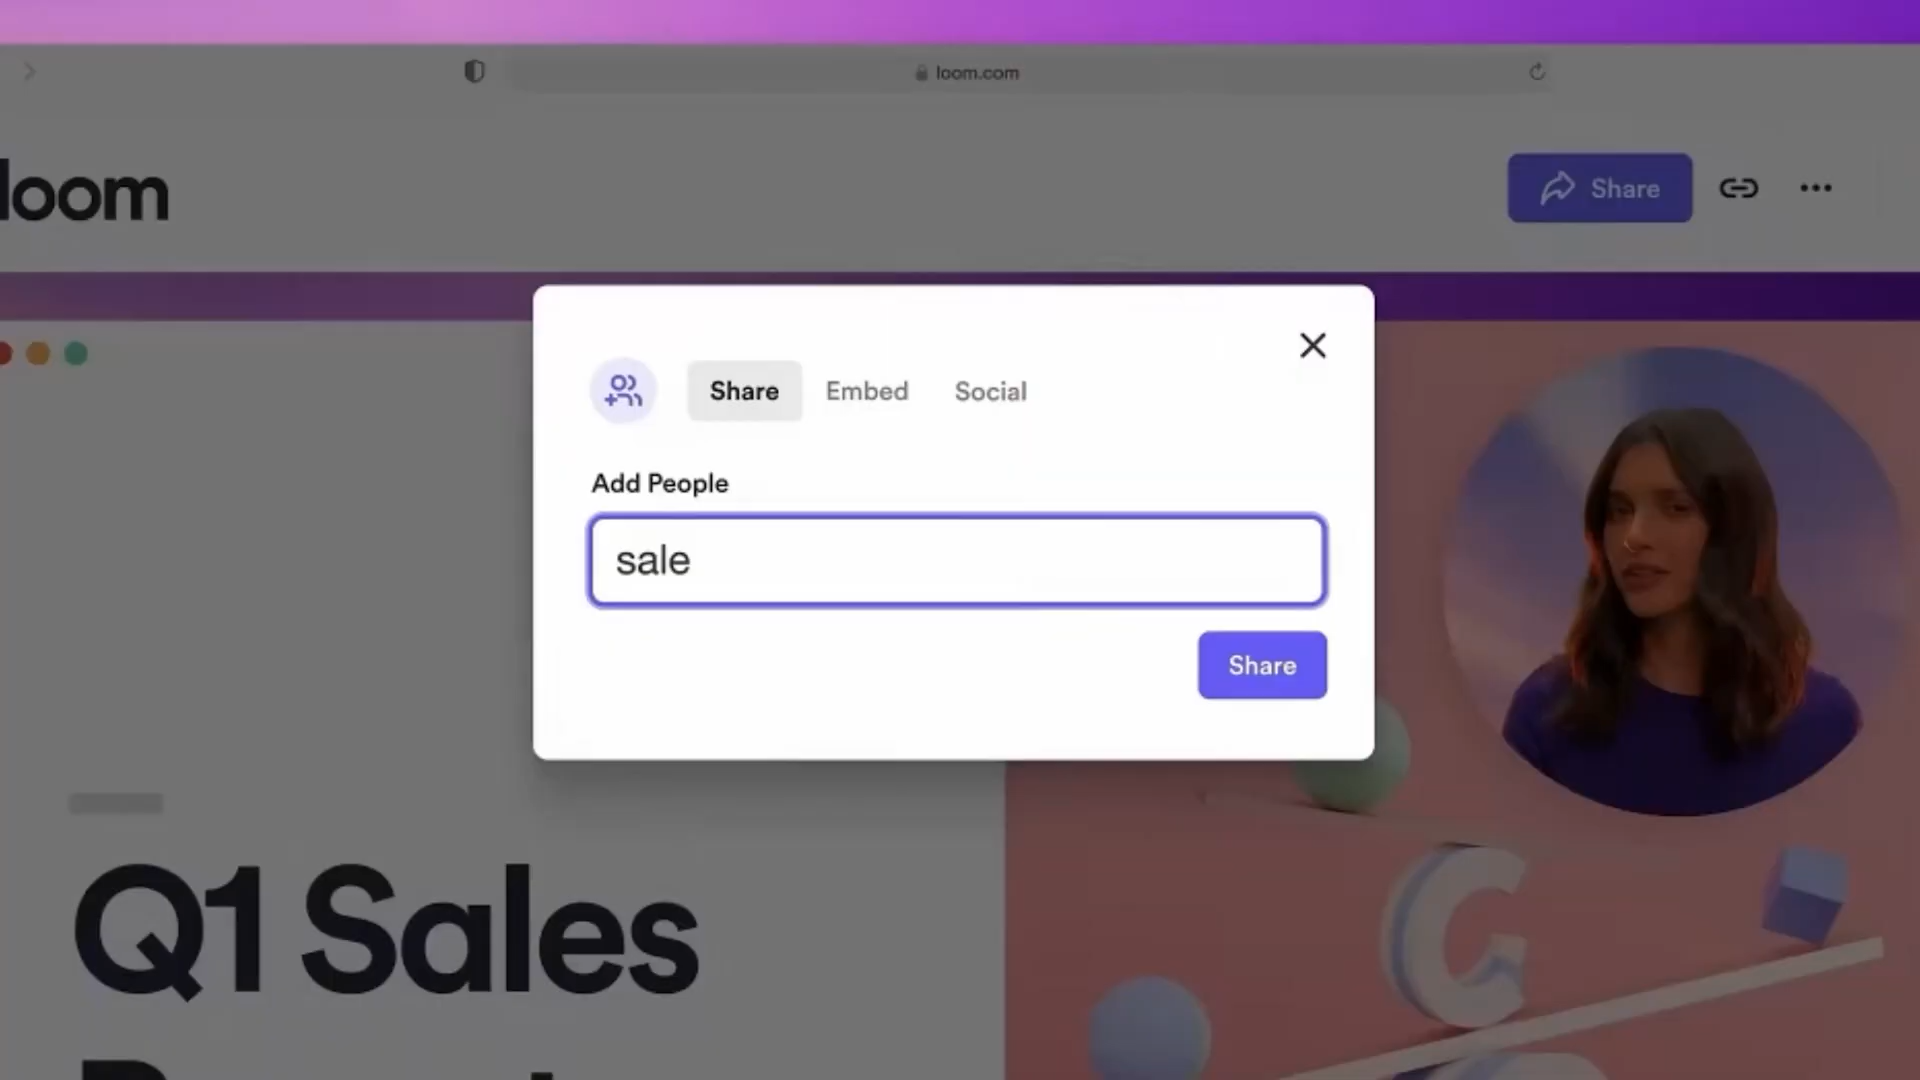 loom.com
loom
Share
Share
Embed
Social
Add People
sale
Share
Q1 Sales